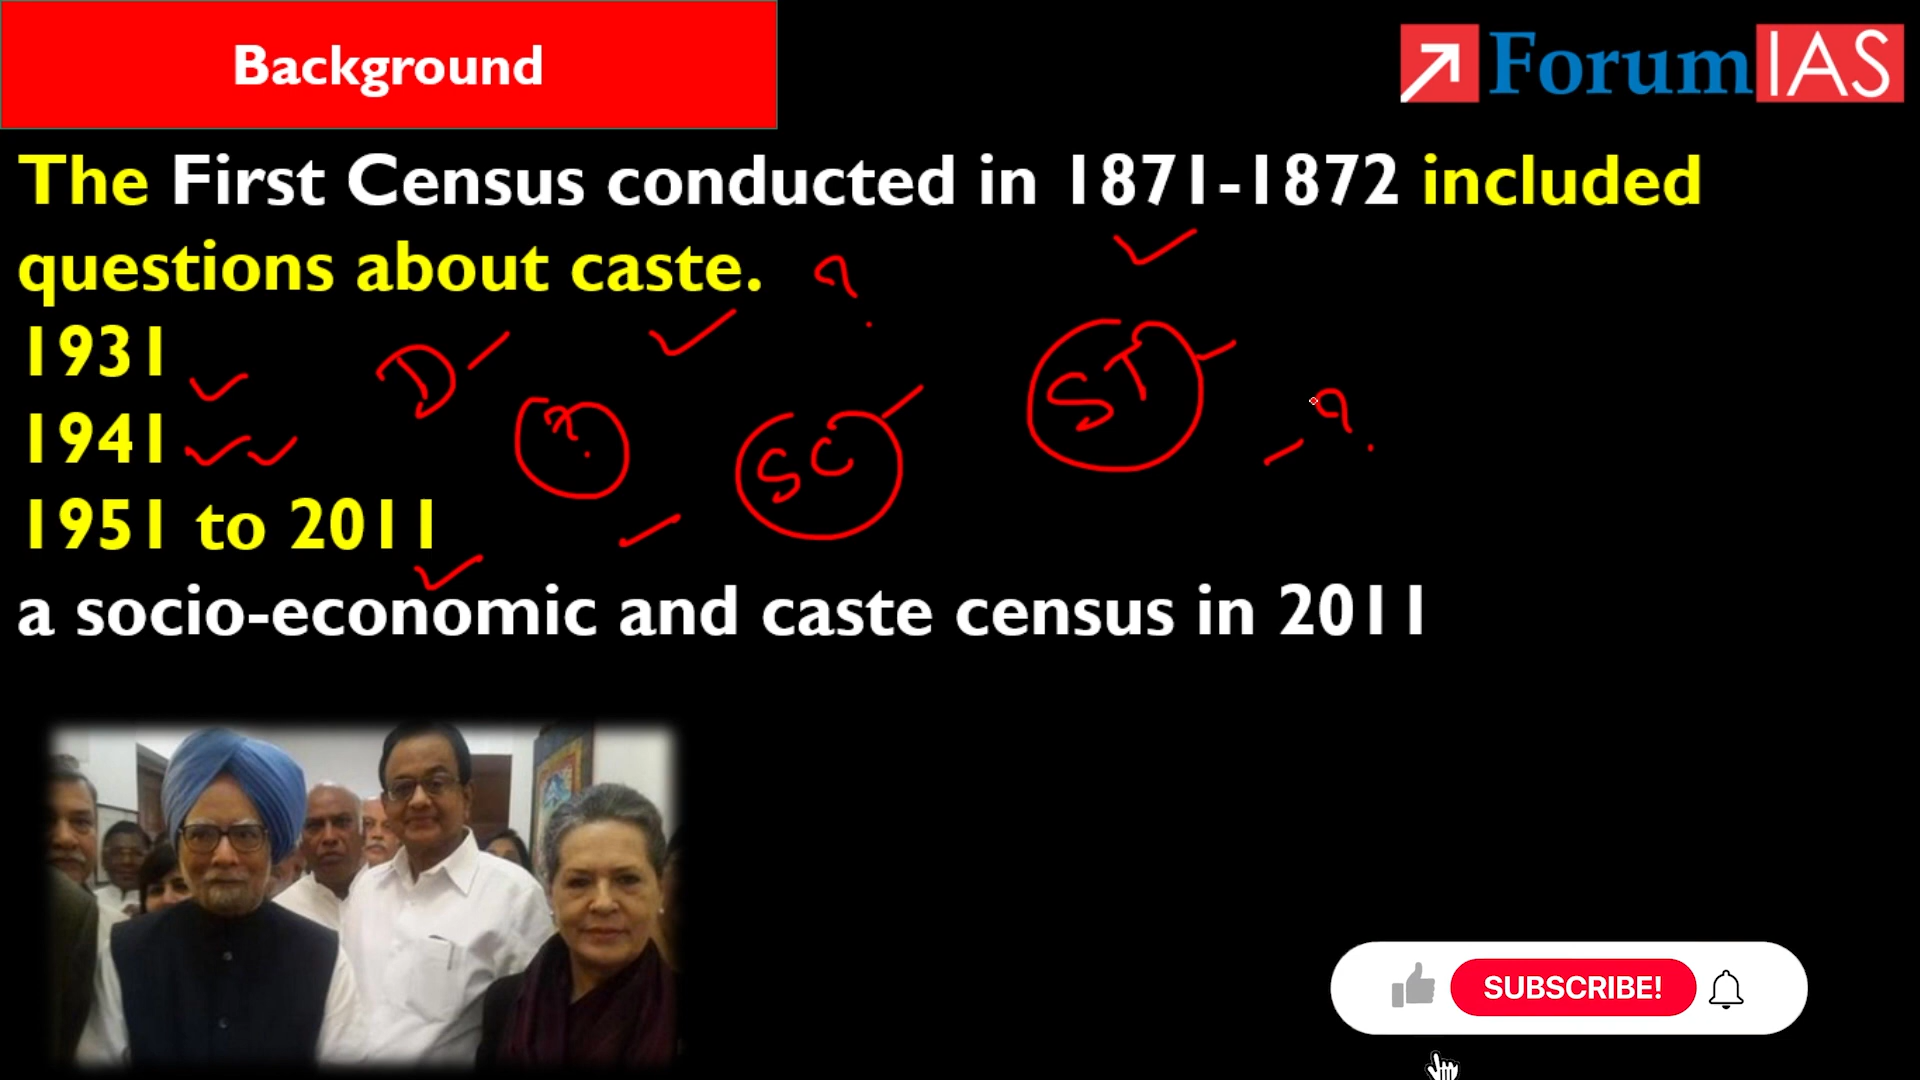 Background
ForumIAS
The First Census conducted in 1871-1872 included
questions about caste. ?
1931 D
1941 ? SC ST ?
1951 to 2011
a socio-economic and caste census in 2011
SUBSCRIBE!